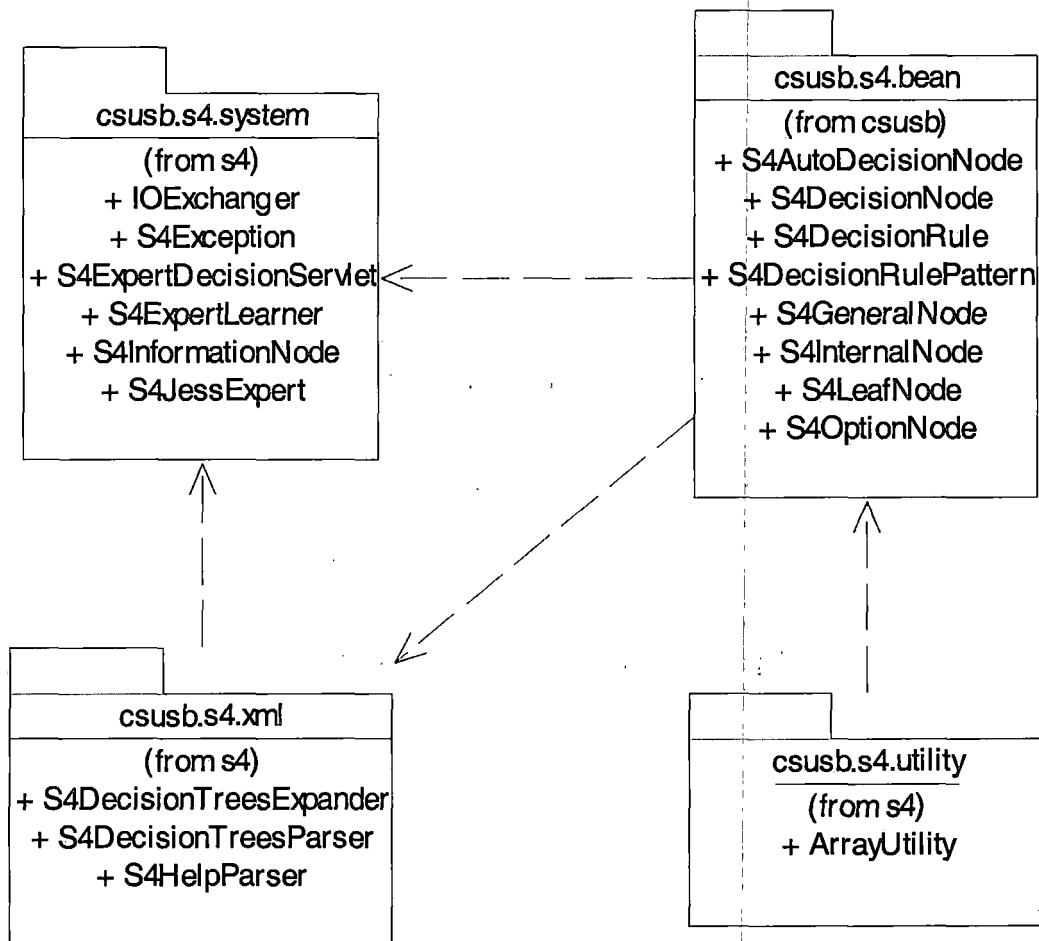 csusb.s4.system
(from s4)
+ IOExchanger
+ S4Exception
+ S4ExpertDecisionServlet
+ S4ExpertLearner
+ S4InformationNode
+ S4JessExpert
csusb.s4.bean
(from csusb)
+ S4AutoDecisionNode
+ S4DecisionNode
+ S4DecisionRule
+ S4DecisionRulePattern
+ S4GeneralNode
+ S4InternalNode
+ S4LeafNode
+ S4OptionNode
csusb.s4.xml
(from s4)
+ S4DecisionTreesExpander
+ S4DecisionTreesParser
+ S4HelpParser
csusb.s4.utility
(from s4)
+ ArrayUtility